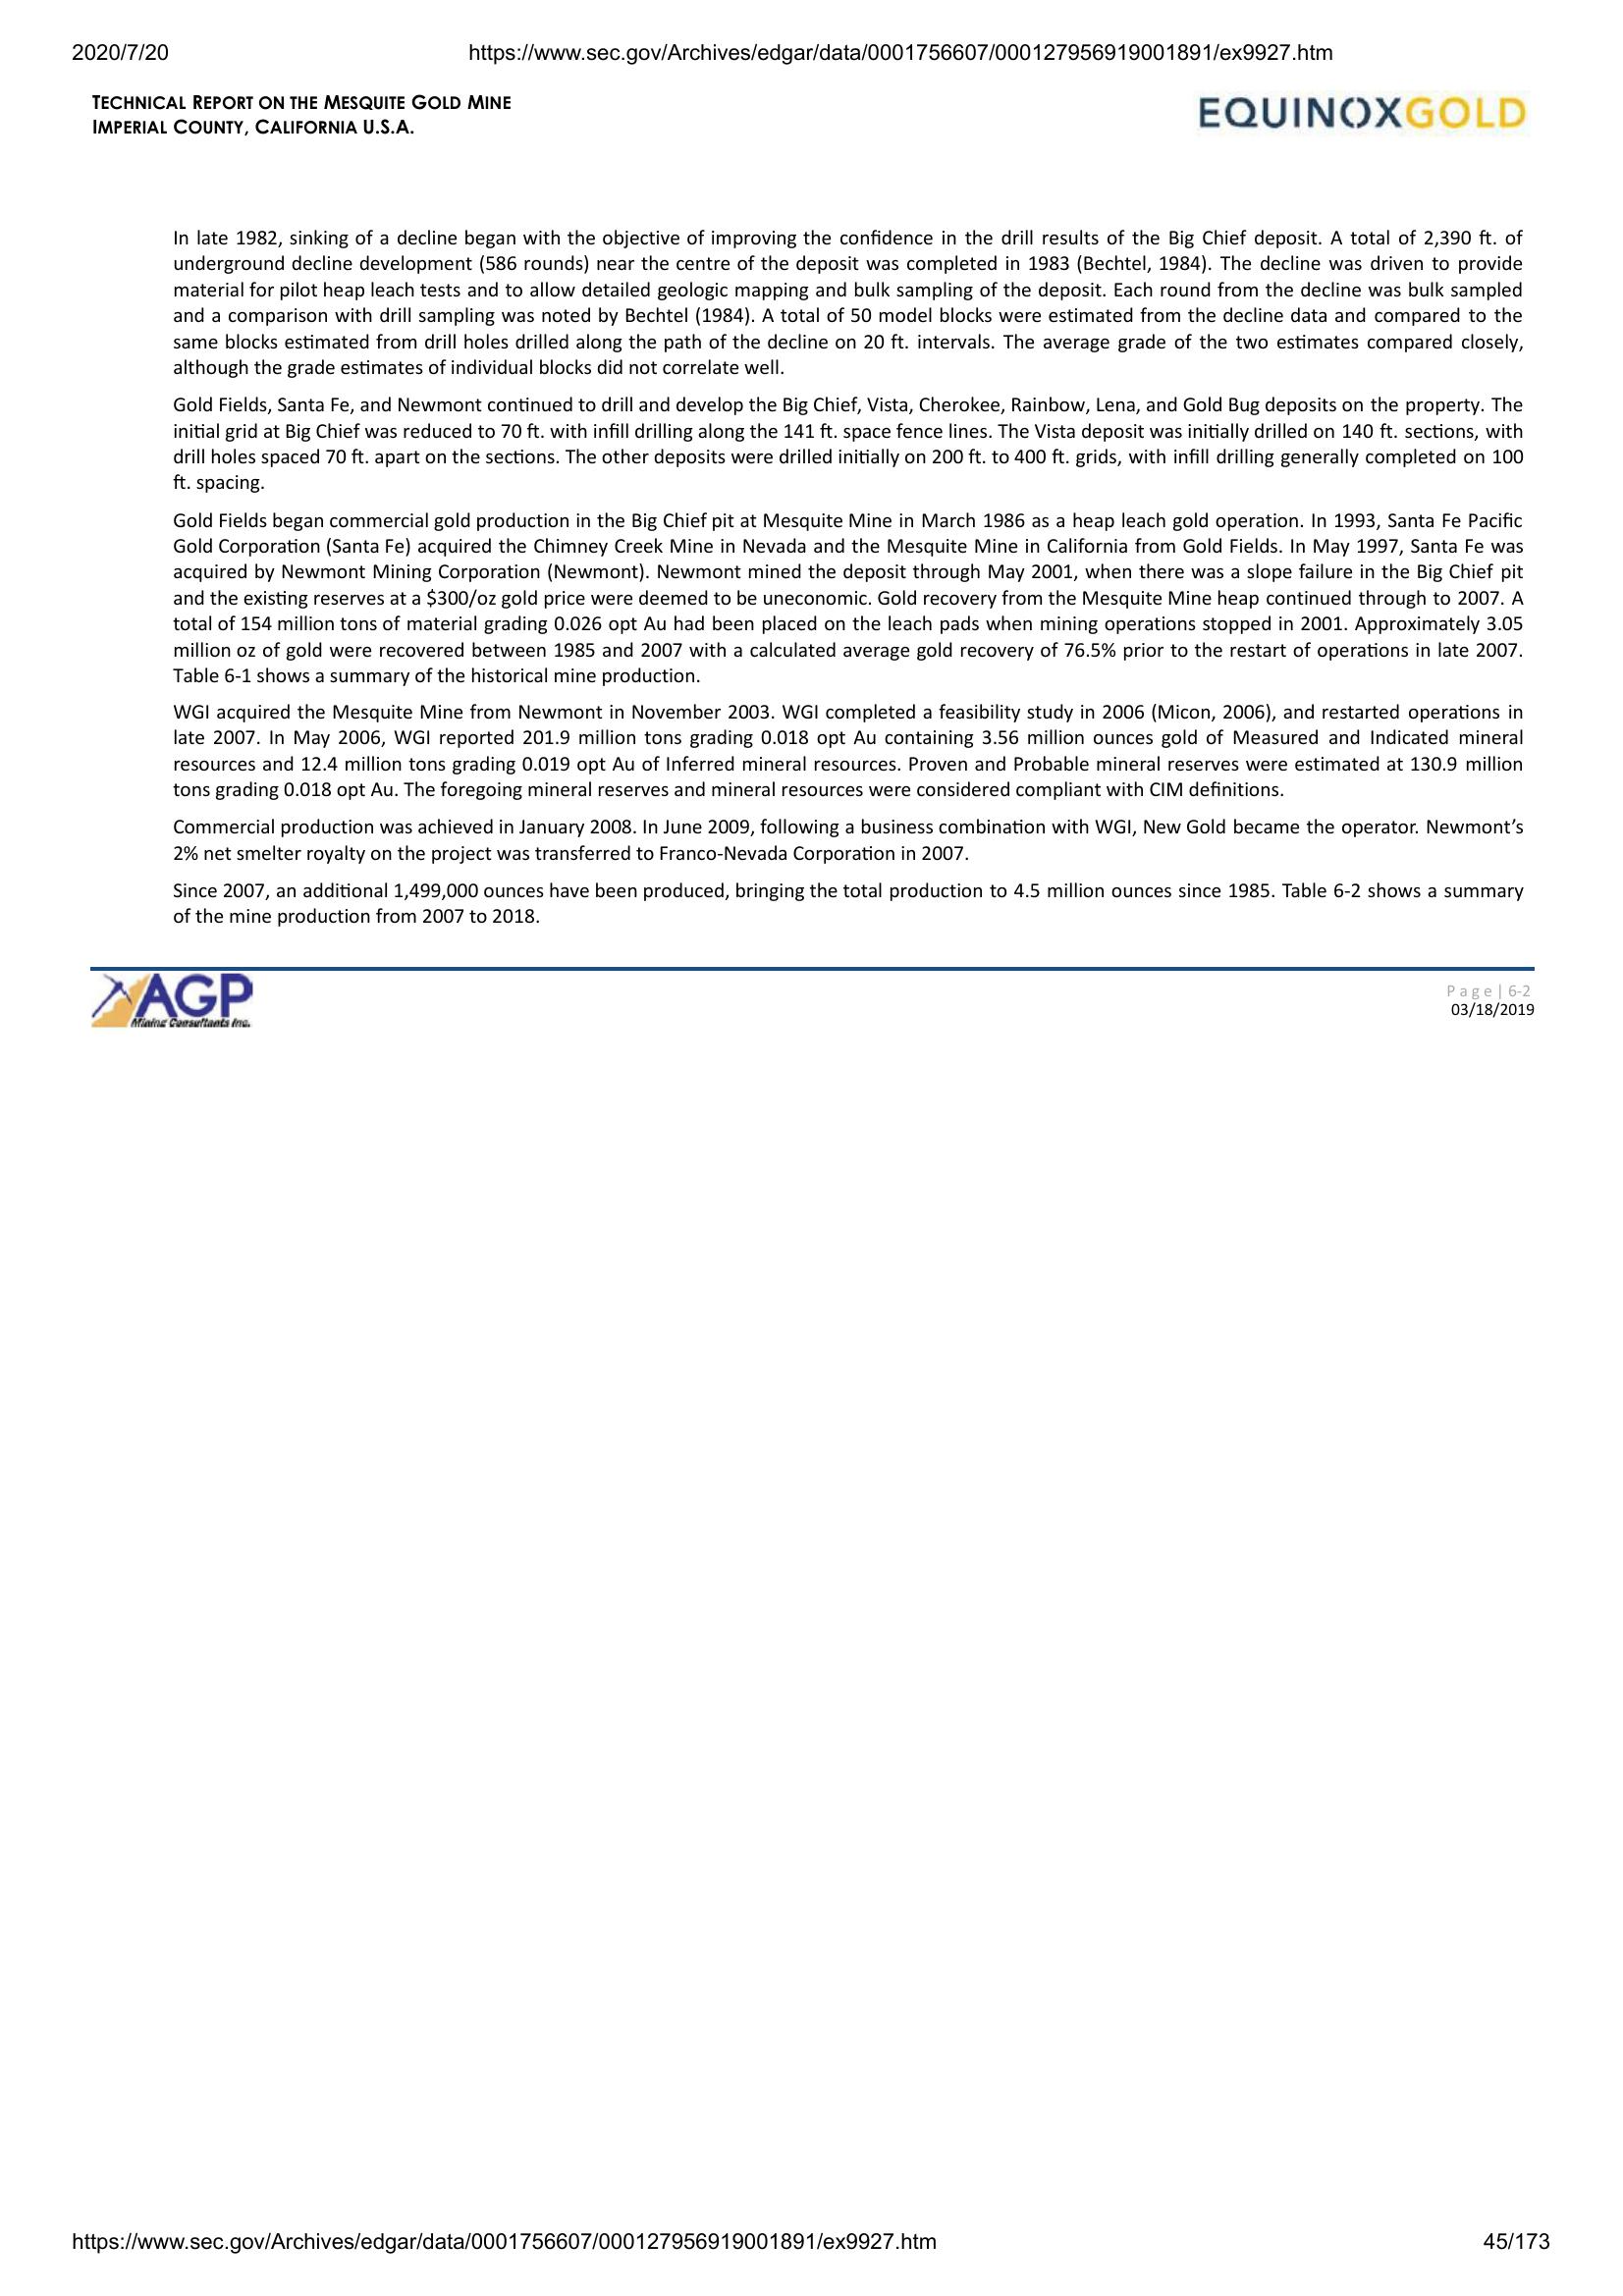 2020/7/20 https://www.sec.gov/Archives/edgar/data/0001756607/000127956919001891/ex9927.htm
TECHNICAL REPORT ON THE MESQUITE GOLD MINE
IMPERIAL COUNTY, CALIFORNIA U.S.A.
EQUINOXGOLD
In late 1982, sinking of a decline began with the objective of improving the confidence in the drill results of the Big Chief deposit. A total of 2,390 ft. of
underground decline development (586 rounds) near the centre of the deposit was completed in 1983 (Bechtel, 1984). The decline was driven to provide
material for pilot heap leach tests and to allow detailed geologic mapping and bulk sampling of the deposit. Each round from the decline was bulk sampled
and a comparison with drill sampling was noted by Bechtel (1984). A total of 50 model blocks were estimated from the decline data and compared to the
same blocks estimated from drill holes drilled along the path of the decline on 20 ft. intervals. The average grade of the two estimates compared closely,
although the grade estimates of individual blocks did not correlate well.
Gold Fields, Santa Fe, and Newmont continued to drill and develop the Big Chief, Vista, Cherokee, Rainbow, Lena, and Gold Bug deposits on the property. The
initial grid at Big Chief was reduced to 70 ft. with infill drilling along the 141 ft. space fence lines. The Vista deposit was initially drilled on 140 ft. sections, with
drill holes spaced 70 ft. apart on the sections. The other deposits were drilled initially on 200 ft. to 400 ft. grids, with infill drilling generally completed on 100
ft. spacing.
Gold Fields began commercial gold production in the Big Chief pit at Mesquite Mine in March 1986 as a heap leach gold operation. In 1993, Santa Fe Pacific
Gold Corporation (Santa Fe) acquired the Chimney Creek Mine in Nevada and the Mesquite Mine in California from Gold Fields. In May 1997, Santa Fe was
acquired by Newmont Mining Corporation (Newmont). Newmont mined the deposit through May 2001, when there was a slope failure in the Big Chief pit
and the existing reserves at a $300/oz gold price were deemed to be uneconomic. Gold recovery from the Mesquite Mine heap continued through to 2007. A
total of 154 million tons of material grading 0.026 opt Au had been placed on the leach pads when mining operations stopped in 2001. Approximately 3.05
million oz of gold were recovered between 1985 and 2007 with a calculated average gold recovery of 76.5% prior to the restart of operations in late 2007.
Table 6-1 shows a summary of the historical mine production.
WGI acquired the Mesquite Mine from Newmont in November 2003. WGI completed a feasibility study in 2006 (Micon, 2006), and restarted operations in
late 2007. In May 2006, WGI reported 201.9 million tons grading 0.018 opt Au containing 3.56 million ounces gold of Measured and Indicated mineral
resources and 12.4 million tons grading 0.019 opt Au of Inferred mineral resources. Proven and Probable mineral reserves were estimated at 130.9 million
tons grading 0.018 opt Au. The foregoing mineral reserves and mineral resources were considered compliant with CIM definitions.
Commercial production was achieved in January 2008. In June 2009, following a business combination with WGI, New Gold became the operator. Newmont’s
2% net smelter royalty on the project was transferred to Franco-Nevada Corporation in 2007.
Since 2007, an additional 1,499,000 ounces have been produced, bringing the total production to 4.5 million ounces since 1985. Table 6-2 shows a summary
of the mine production from 2007 to 2018.
AGP
Mining Consultants Inc.
Page | 6-2
03/18/2019
https://www.sec.gov/Archives/edgar/data/0001756607/000127956919001891/ex9927.htm 45/173